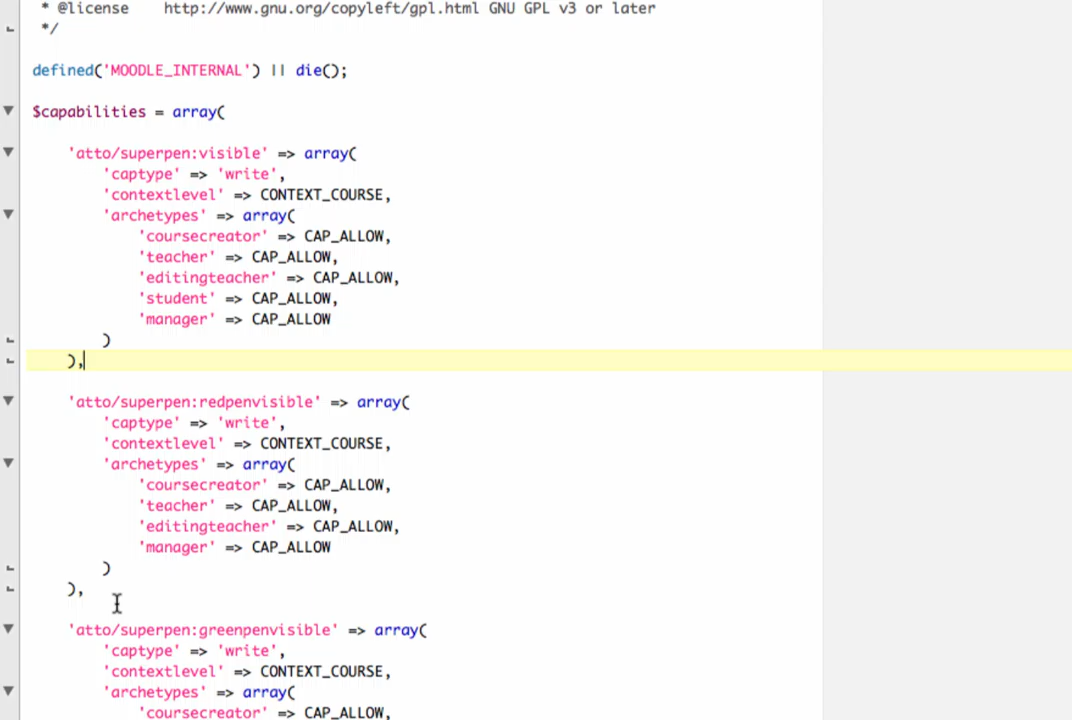 * @license    http://www.gnu.org/copyleft/gpl.html GNU GPL v3 or later
*/
defined('MOODLE_INTERNAL') || die();
$capabilities = array(
'atto/superpen:visible' => array(
'captype' => 'write',
'contextlevel' => CONTEXT_COURSE,
'archetypes' => array(
'coursecreator' => CAP_ALLOW,
'teacher' => CAP_ALLOW,
'editingteacher' => CAP_ALLOW,
'student' => CAP_ALLOW,
'manager' => CAP_ALLOW
)
),
'atto/superpen:redpenvisible' => array(
'captype' => 'write',
'contextlevel' => CONTEXT_COURSE,
'archetypes' => array(
'coursecreator' => CAP_ALLOW,
'teacher' => CAP_ALLOW,
'editingteacher' => CAP_ALLOW,
'manager' => CAP_ALLOW
)
),
'atto/superpen:greenpenvisible' => array(
'captype' => 'write',
'contextlevel' => CONTEXT_COURSE,
'archetypes' => array(
'coursecreator' => CAP_ALLOW,